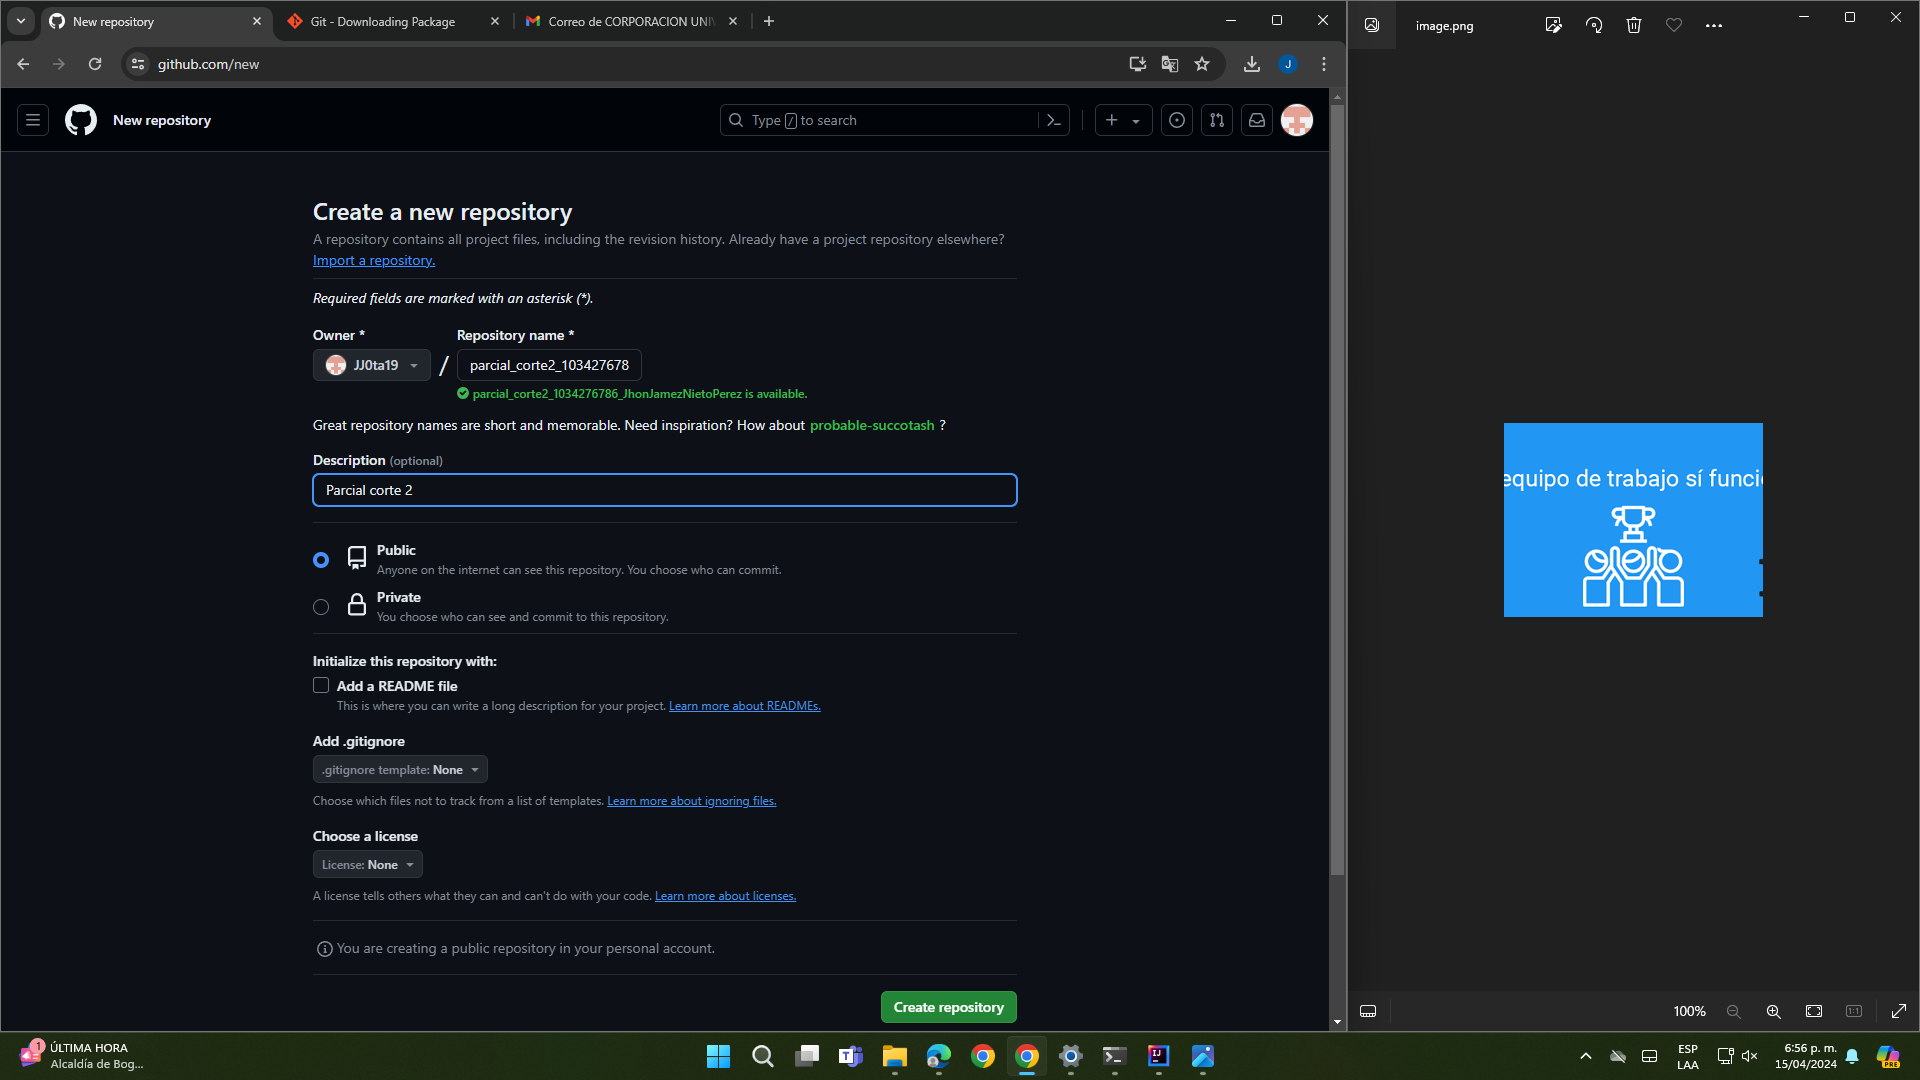 New repository
Git - Downloading Package
Correo de CORPORACION UNI
github.com/new
J
New repository
Type / to search
Create a new repository
A repository contains all project files, including the revision history. Already have a project repository elsewhere?
Import a repository.
Required fields are marked with an asterisk (*).
Owner *
Repository name *
JJ0ta19
/
parcial_corte2_103427678
parcial_corte2_1034276786_JhonJamezNietoPerez is available.
Great repository names are short and memorable. Need inspiration? How about probable-succotash ?
Description (optional)
Parcial corte 2
Public
Anyone on the internet can see this repository. You choose who can commit.
Private
You choose who can see and commit to this repository.
Initialize this repository with:
Add a README file
This is where you can write a long description for your project. Learn more about READMEs.
Add .gitignore
.gitignore template: None
Choose which files not to track from a list of templates. Learn more about ignoring files.
Choose a license
License: None
A license tells others what they can and can't do with your code. Learn more about licenses.
You are creating a public repository in your personal account.
Create repository
image.png
equipo de trabajo sí funci
100%
1:1
1
ÚLTIMA HORA
Alcaldía de Bog...
ESP
LAA
6:56 p. m.
15/04/2024
PRE